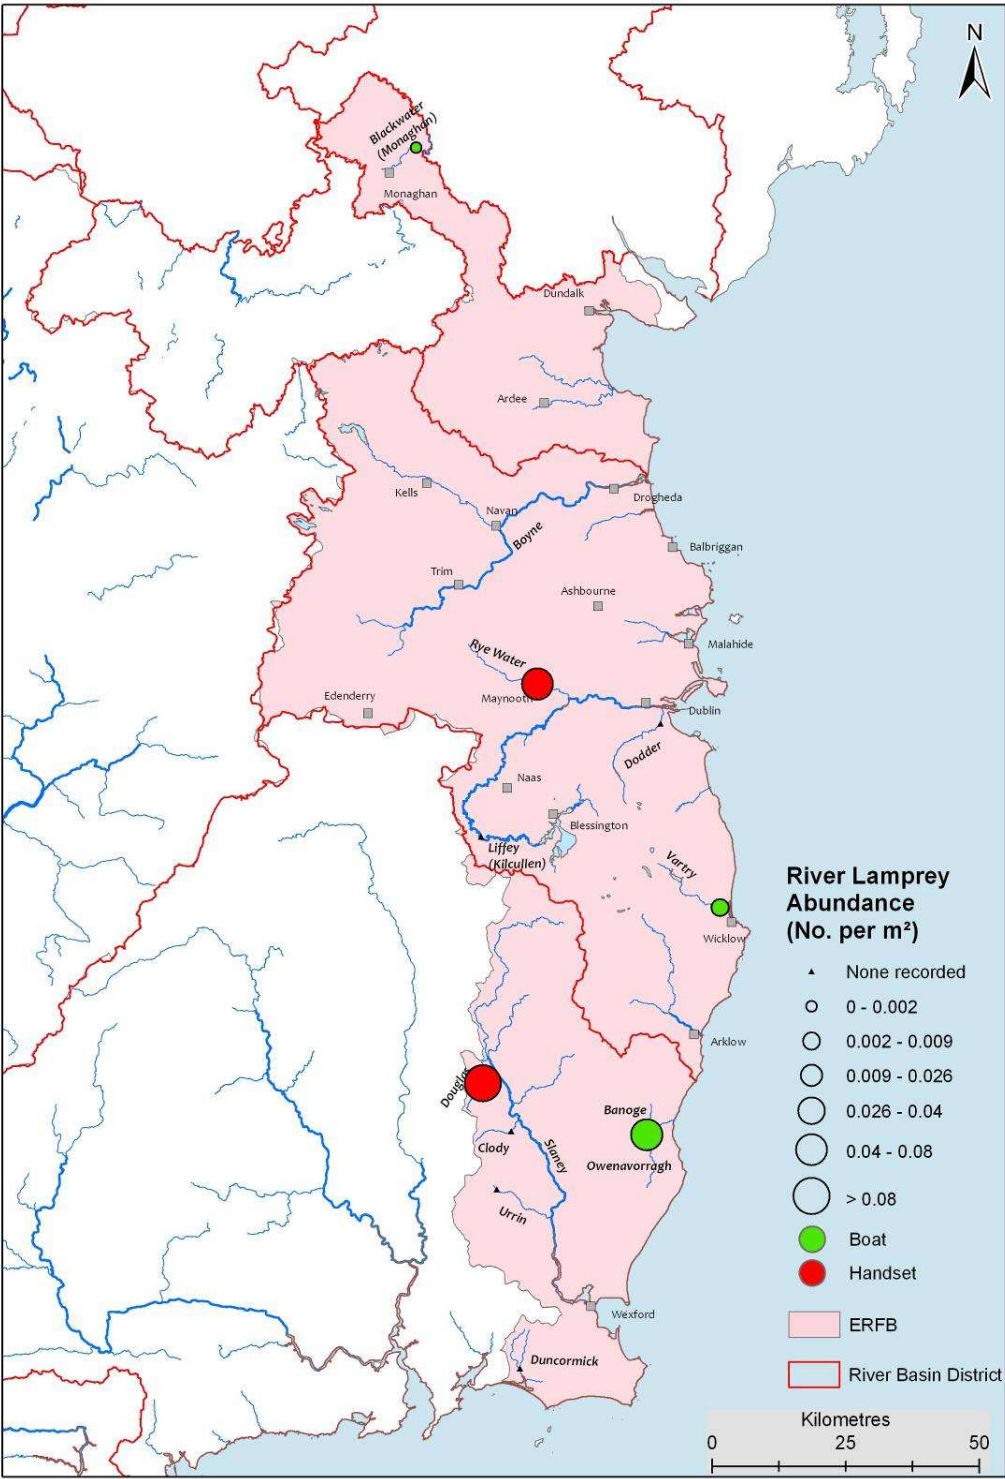 N
Blackwater
(Monaghan)
Monaghan
Dundalk
Ardee
Kells
Drogheda
Navan
Boyne
Balbriggan
Trim
Ashbourne
Malahide
Rye Water
Edenderry
Maynooth
Dublin
Dodder
Naas
Blessington
Liffey
(Kilcullen)
Vartry
Wicklow
Arklow
Douglas
Banoge
Clody
Slaney
Owenavorragh
Urrin
Wexford
Duncormick
River Lamprey
Abundance
(No. per m²)
None recorded
0 - 0.002
0.002 - 0.009
0.009 - 0.026
0.026 - 0.04
0.04 - 0.08
> 0.08
Boat
Handset
ERFB
River Basin District
Kilometres
0 25 50